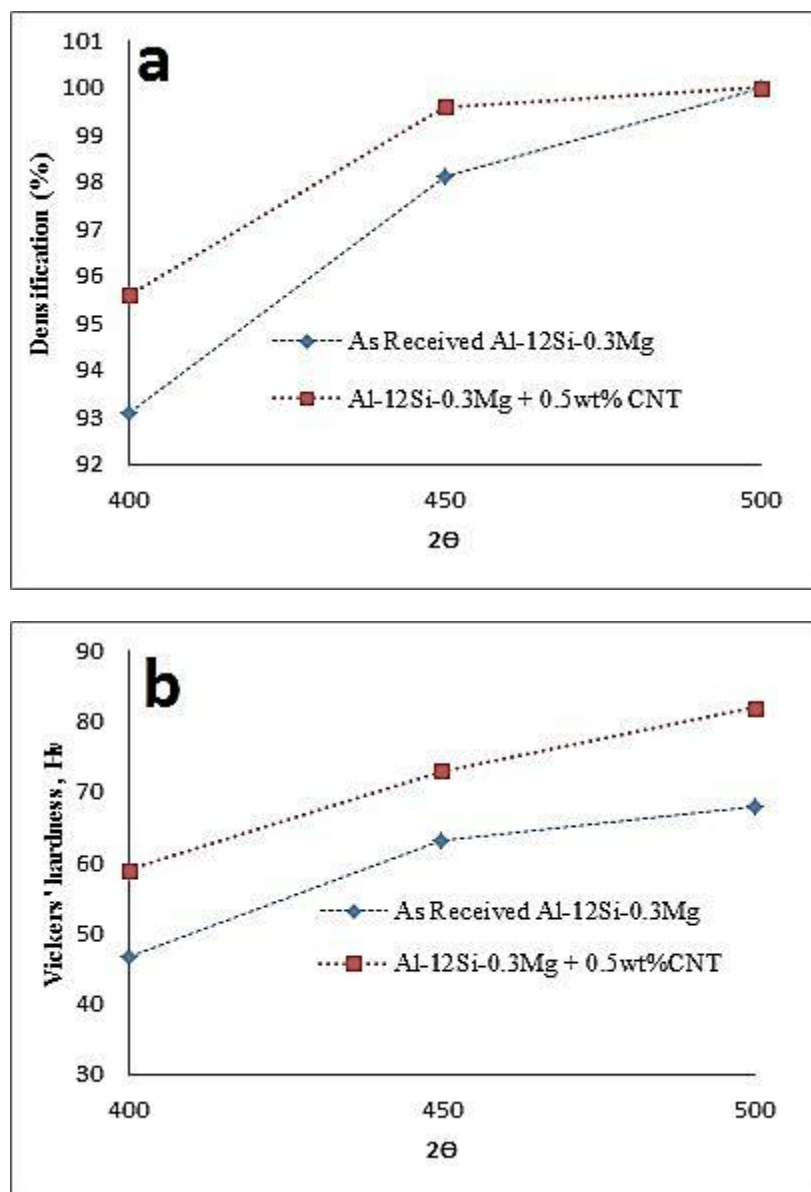 a
101
100
99
98
97
96
95
94
93
92
Densification (%)
As Received Al-12Si-0.3Mg
Al-12Si-0.3Mg + 0.5wt% CNT
400 450 500
2Θ
b
90
80
70
60
50
40
30
Vickers' hardness, Hv
As Received Al-12Si-0.3Mg
Al-12Si-0.3Mg + 0.5wt%CNT
400 450 500
2Θ